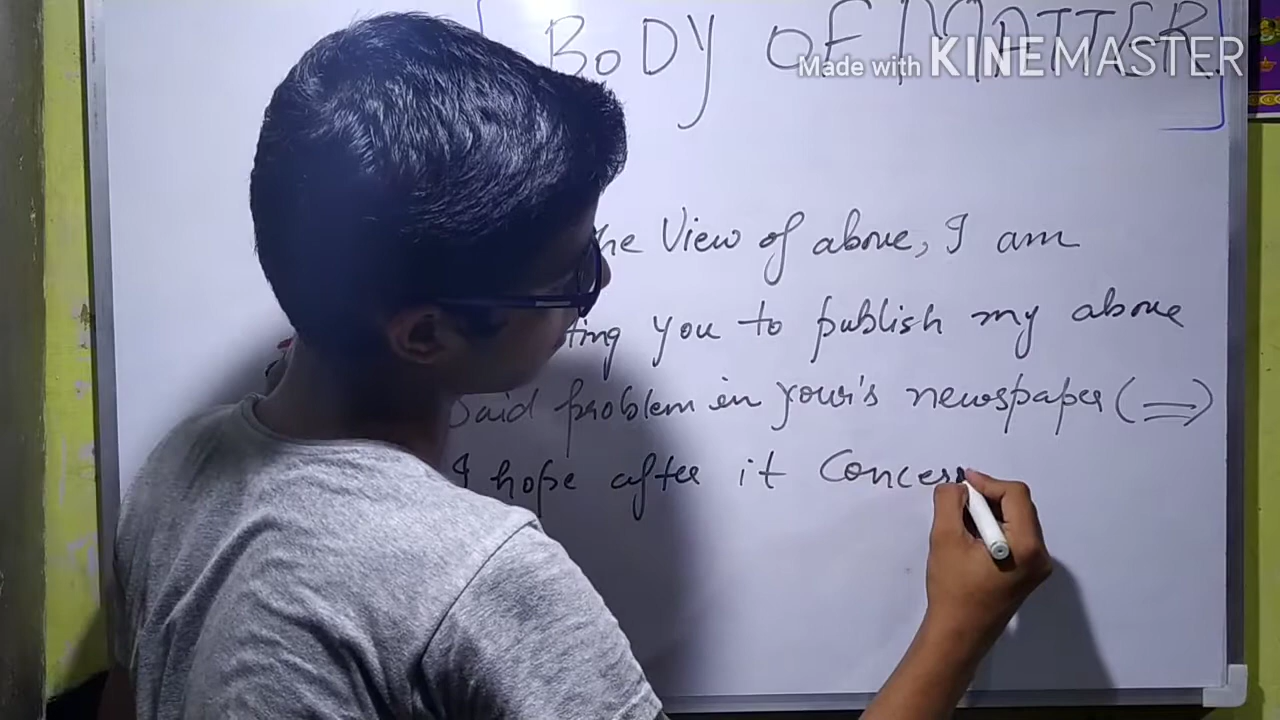 BODY OF MATTER
Made with KINEMASTER
he View of above, I am
ting you to publish my above
Said problem in your's newspaper (=>)
I hope after it Concer